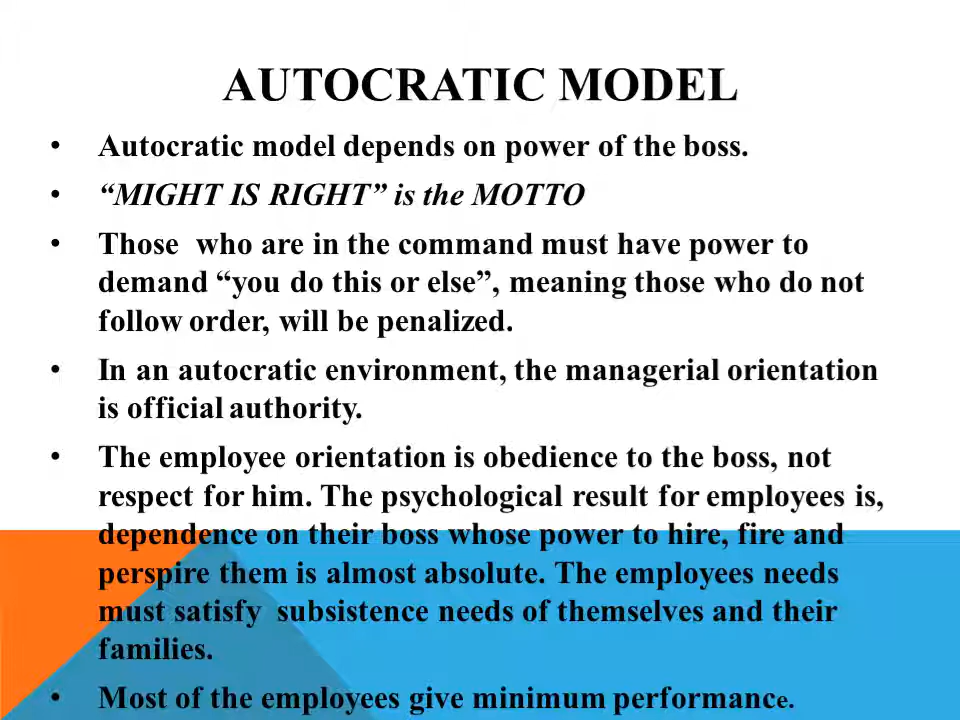 AUTOCRATIC MODEL
• Autocratic model depends on power of the boss.
• “MIGHT IS RIGHT” is the MOTTO
• Those who are in the command must have power to
demand “you do this or else”, meaning those who do not
follow order, will be penalized.
• In an autocratic environment, the managerial orientation
is official authority.
• The employee orientation is obedience to the boss, not
respect for him. The psychological result for employees is,
dependence on their boss whose power to hire, fire and
perspire them is almost absolute. The employees needs
must satisfy subsistence needs of themselves and their
families.
• Most of the employees give minimum performance.